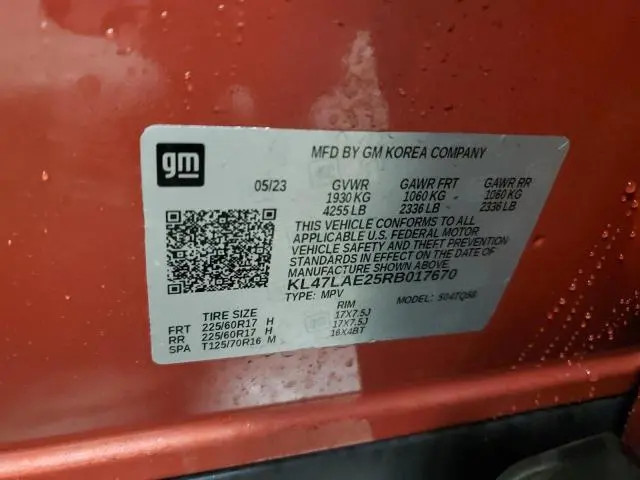 gm
MFD BY GM KOREA COMPANY
05/23 GVWR GAWR FRT GAWR RR
1930 KG 1060 KG 1060 KG
4255 LB 2336 LB 2336 LB
THIS VEHICLE CONFORMS TO ALL
APPLICABLE U.S. FEDERAL MOTOR
VEHICLE SAFETY AND THEFT PREVENTION
STANDARDS IN EFFECT ON THE DATE OF
MANUFACTURE SHOWN ABOVE.
KL47LAE25RB017670
TYPE: MPV MODEL:
TIRE SIZE RIM
FRT 225/60R17 H 17X7.5J
RR 225/60R17 H 17X7.5J
SPA T125/70R16 M 16X4BT